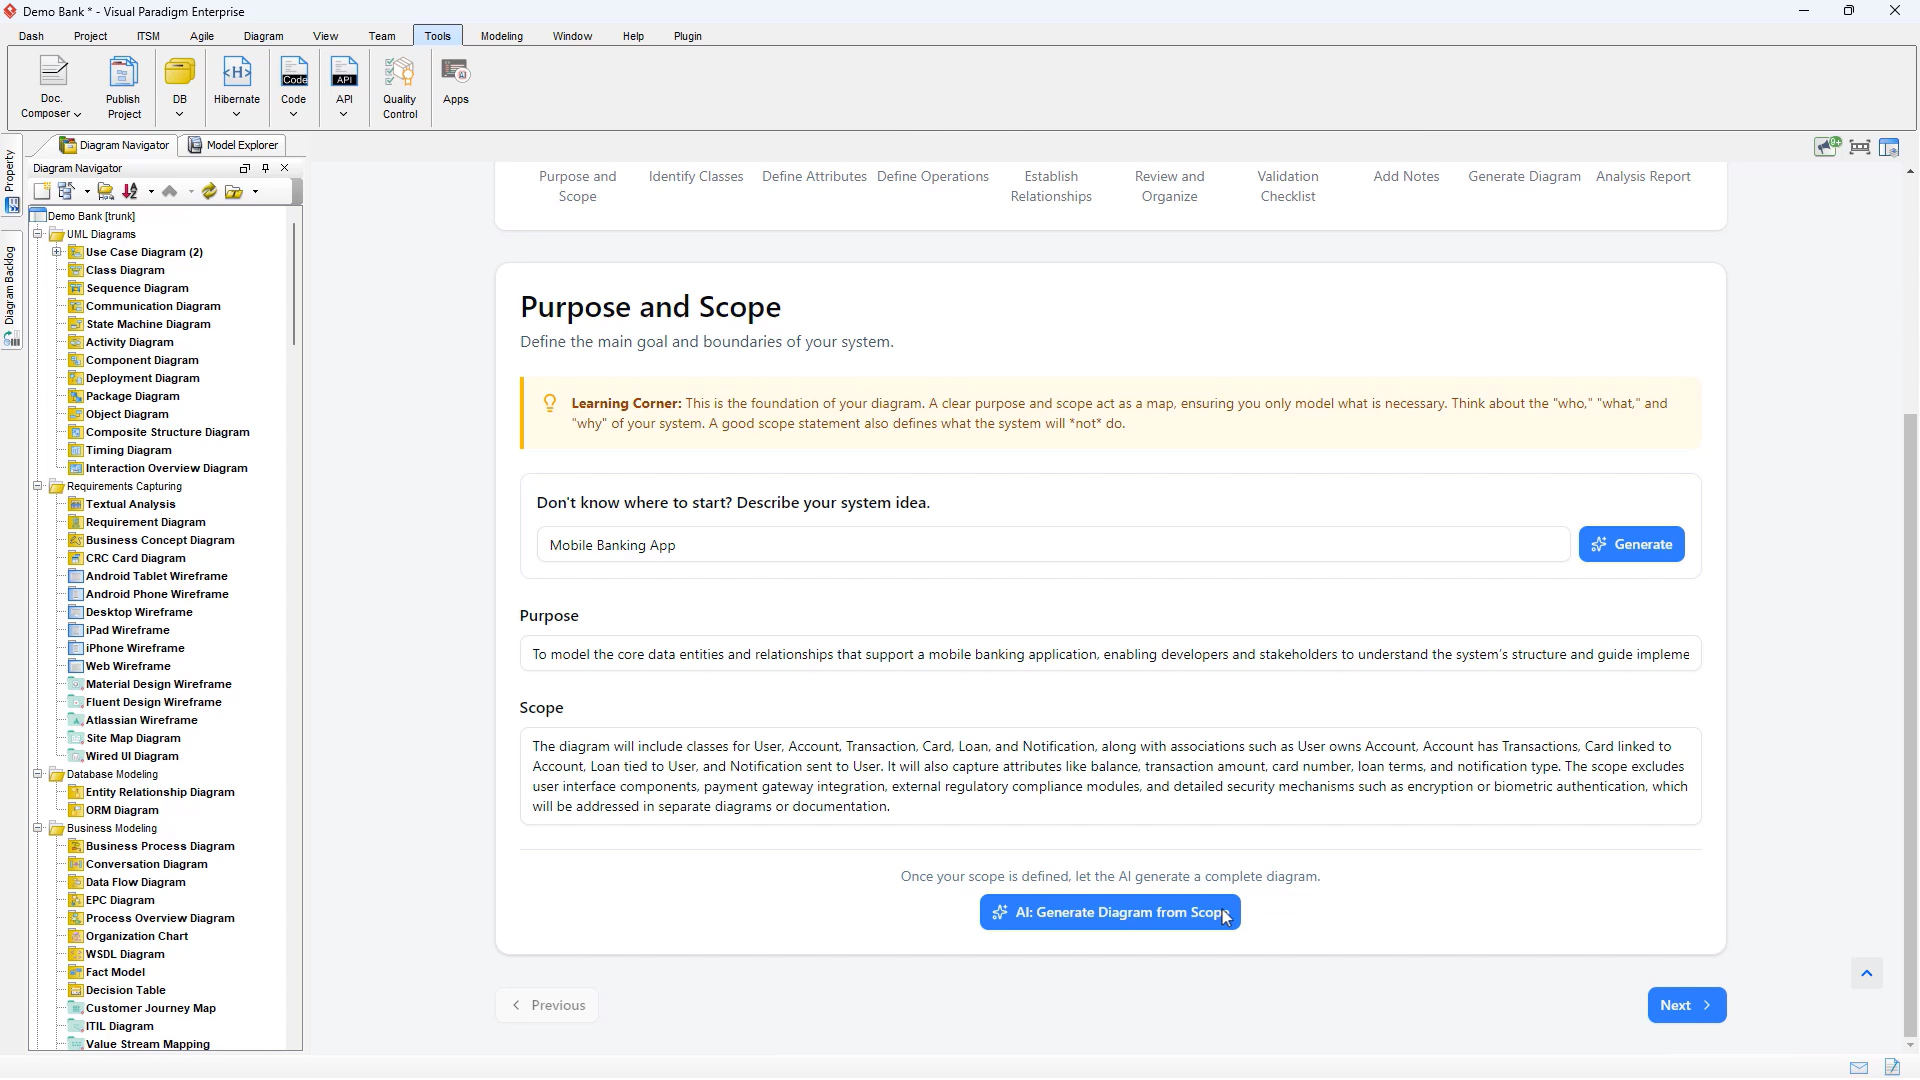 Demo Bank * - Visual Paradigm Enterprise
Dash Project ITSM Agile Diagram View Team Tools Modeling Window Help Plugin
Doc. Composer
Publish Project
DB
Hibernate
Code
API
Quality Control
Apps
Property
Diagram Backlog
Diagram Navigator
Model Explorer
Diagram Navigator
Demo Bank [trunk]
UML Diagrams
Use Case Diagram (2)
Class Diagram
Sequence Diagram
Communication Diagram
State Machine Diagram
Activity Diagram
Component Diagram
Deployment Diagram
Package Diagram
Object Diagram
Composite Structure Diagram
Timing Diagram
Interaction Overview Diagram
Requirements Capturing
Textual Analysis
Requirement Diagram
Business Concept Diagram
CRC Card Diagram
Android Tablet Wireframe
Android Phone Wireframe
Desktop Wireframe
iPad Wireframe
iPhone Wireframe
Web Wireframe
Material Design Wireframe
Fluent Design Wireframe
Atlassian Wireframe
Site Map Diagram
Wired UI Diagram
Database Modeling
Entity Relationship Diagram
ORM Diagram
Business Modeling
Business Process Diagram
Conversation Diagram
Data Flow Diagram
EPC Diagram
Process Overview Diagram
Organization Chart
WSDL Diagram
Fact Model
Decision Table
Customer Journey Map
ITIL Diagram
Value Stream Mapping
Purpose and Scope
Identify Classes
Define Attributes
Define Operations
Establish Relationships
Review and Organize
Validation Checklist
Add Notes
Generate Diagram
Analysis Report
Purpose and Scope
Define the main goal and boundaries of your system.
Learning Corner: This is the foundation of your diagram. A clear purpose and scope act as a map, ensuring you only model what is necessary. Think about the "who," "what," and
"why" of your system. A good scope statement also defines what the system will *not* do.
Don't know where to start? Describe your system idea.
Mobile Banking App
Generate
Purpose
To model the core data entities and relationships that support a mobile banking application, enabling developers and stakeholders to understand the system's structure and guide impleme
Scope
The diagram will include classes for User, Account, Transaction, Card, Loan, and Notification, along with associations such as User owns Account, Account has Transactions, Card linked to
Account, Loan tied to User, and Notification sent to User. It will also capture attributes like balance, transaction amount, card number, loan terms, and notification type. The scope excludes
user interface components, payment gateway integration, external regulatory compliance modules, and detailed security mechanisms such as encryption or biometric authentication, which
will be addressed in separate diagrams or documentation.
Once your scope is defined, let the AI generate a complete diagram.
AI: Generate Diagram from Scope
Previous
Next